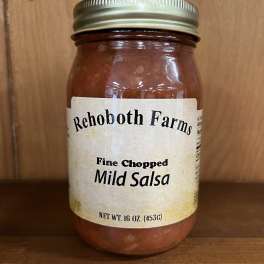 Rehoboth Farms
Fine Chopped
Mild Salsa
NET WT. 16 OZ. (453G)